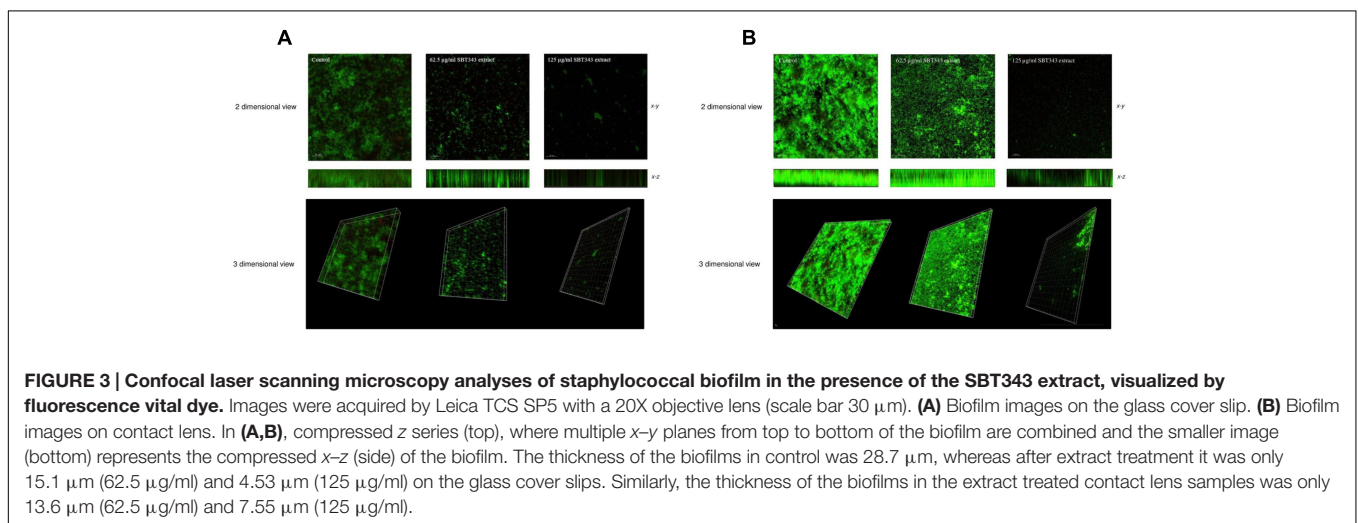 A
B
Control
62.5 µg/ml SBT343 extract
125 µg/ml SBT343 extract
Control
62.5 µg/ml SBT343 extract
125 µg/ml SBT343 extract
2 dimensional view
x-y
2 dimensional view
x-y
x-z
x-z
3 dimensional view
3 dimensional view
FIGURE 3 | Confocal laser scanning microscopy analyses of staphylococcal biofilm in the presence of the SBT343 extract, visualized by
fluorescence vital dye. Images were acquired by Leica TCS SP5 with a 20X objective lens (scale bar 30 μm). (A) Biofilm images on the glass cover slip. (B) Biofilm
images on contact lens. In (A,B), compressed z series (top), where multiple x–y planes from top to bottom of the biofilm are combined and the smaller image
(bottom) represents the compressed x–z (side) of the biofilm. The thickness of the biofilms in control was 28.7 μm, whereas after extract treatment it was only
15.1 μm (62.5 μg/ml) and 4.53 μm (125 μg/ml) on the glass cover slips. Similarly, the thickness of the biofilms in the extract treated contact lens samples was only
13.6 μm (62.5 μg/ml) and 7.55 μm (125 μg/ml).